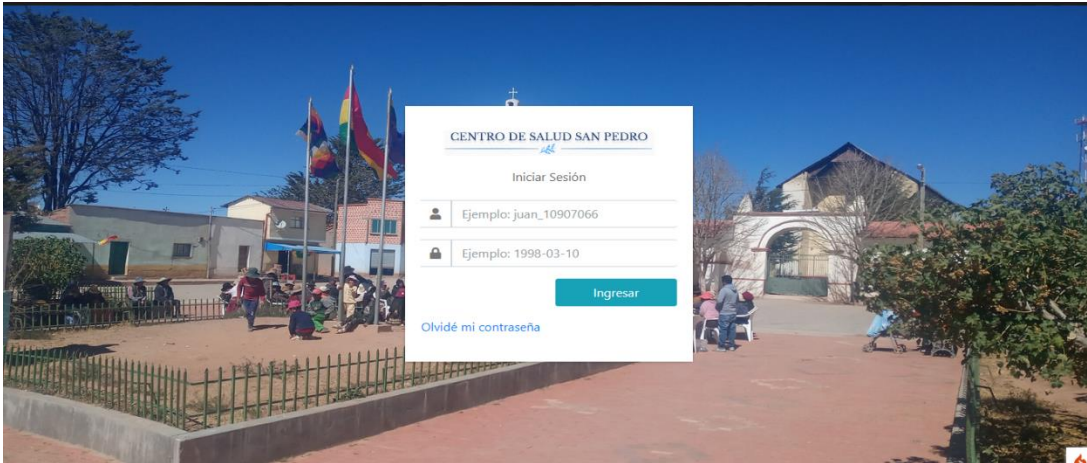 CENTRO DE SALUD SAN PEDRO
Iniciar Sesión
Ejemplo: juan_10907066
Ejemplo: 1998-03-10
Ingresar
Olvidé mi contraseña